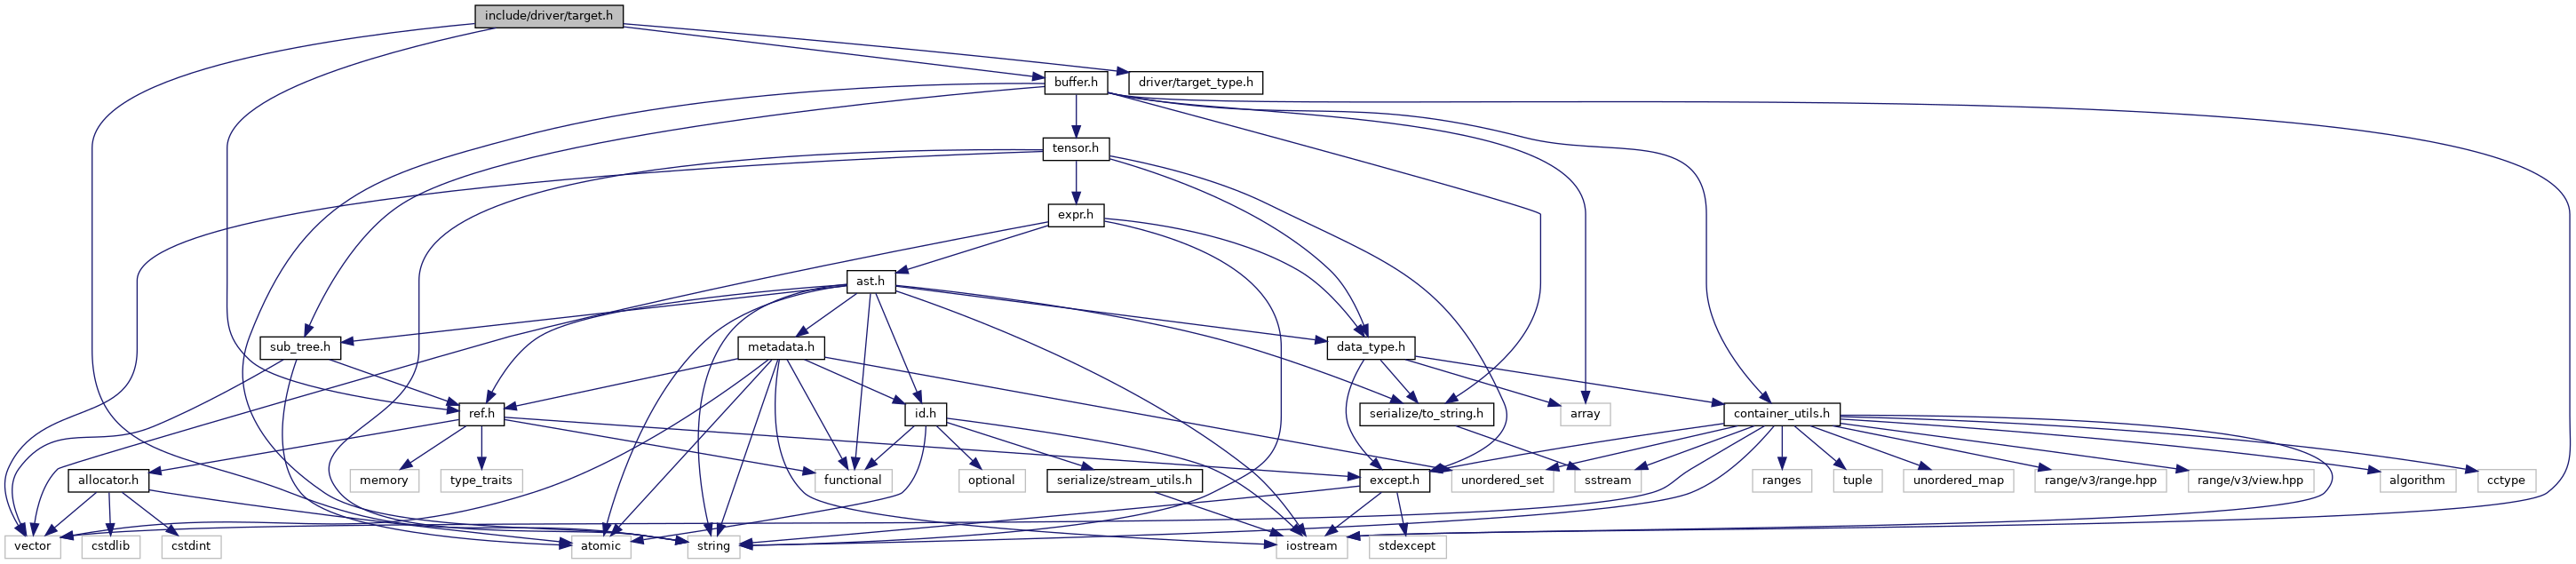 include/driver/target.h
buffer.h
driver/target_type.h
tensor.h
expr.h
ast.h
sub_tree.h
metadata.h
data_type.h
ref.h
id.h
serialize/to_string.h
array
container_utils.h
allocator.h
memory
type_traits
functional
optional
serialize/stream_utils.h
except.h
unordered_set
sstream
ranges
tuple
unordered_map
range/v3/range.hpp
range/v3/view.hpp
algorithm
cctype
vector
cstdlib
cstdint
atomic
string
iostream
stdexcept